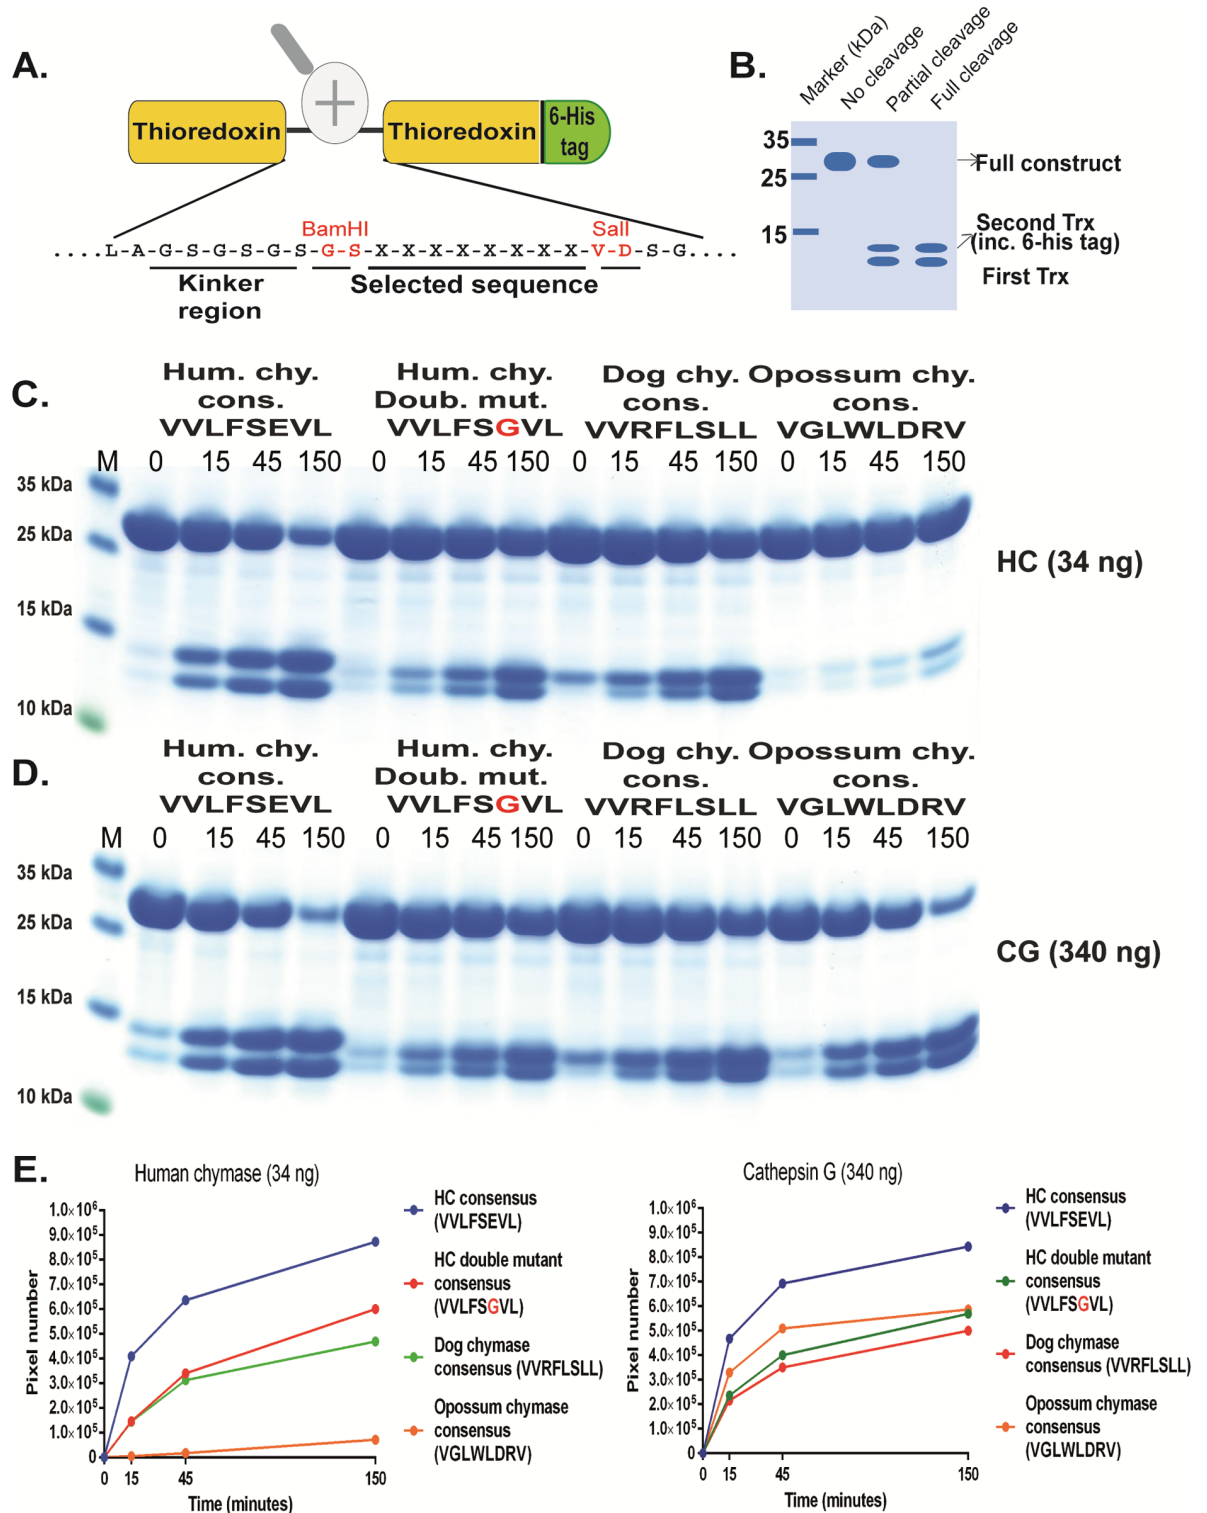 A.
Thioredoxin
Thioredoxin
6-His
tag
BamHI
SalI
....L-A-G-S-G-S-G-S-G-S-X-X-X-X-X-X-X-X-V-D-S-G....
Kinker
region
Selected sequence
B.
Marker (kDa)
No cleavage
Partial cleavage
Full cleavage
35
25
15
Full construct
Second Trx
(inc. 6-his tag)
First Trx
C.
Hum. chy.
cons.
VVLFSEVL
Hum. chy.
Doub. mut.
VVLFSGVL
Dog chy.
cons.
VVRFLSLL
Opossum chy.
cons.
VGLWLDRV
M 0 15 45 150 0 15 45 150 0 15 45 150 0 15 45 150
35 kDa
25 kDa
15 kDa
10 kDa
HC (34 ng)
D.
Hum. chy.
cons.
VVLFSEVL
Hum. chy.
Doub. mut.
VVLFSGVL
Dog chy.
cons.
VVRFLSLL
Opossum chy.
cons.
VGLWLDRV
M 0 15 45 150 0 15 45 150 0 15 45 150 0 15 45 150
35 kDa
25 kDa
15 kDa
10 kDa
CG (340 ng)
E.
Human chymase (34 ng)
Pixel number
1.0×10⁶
9.0×10⁵
8.0×10⁵
7.0×10⁵
6.0×10⁵
5.0×10⁵
4.0×10⁵
3.0×10⁵
2.0×10⁵
1.0×10⁵
0
0 15 45 150
Time (minutes)
HC consensus
(VVLFSEVL)
HC double mutant
consensus
(VVLFSGVL)
Dog chymase
consensus (VVRFLSLL)
Opossum chymase
consensus
(VGLWLDRV)
Cathepsin G (340 ng)
Pixel number
1.0×10⁶
9.0×10⁵
8.0×10⁵
7.0×10⁵
6.0×10⁵
5.0×10⁵
4.0×10⁵
3.0×10⁵
2.0×10⁵
1.0×10⁵
0
0 15 45 150
Time (minutes)
HC consensus
(VVLFSEVL)
HC double mutant
consensus
(VVLFSGVL)
Dog chymase
consensus (VVRFLSLL)
Opossum chymase
consensus
(VGLWLDRV)